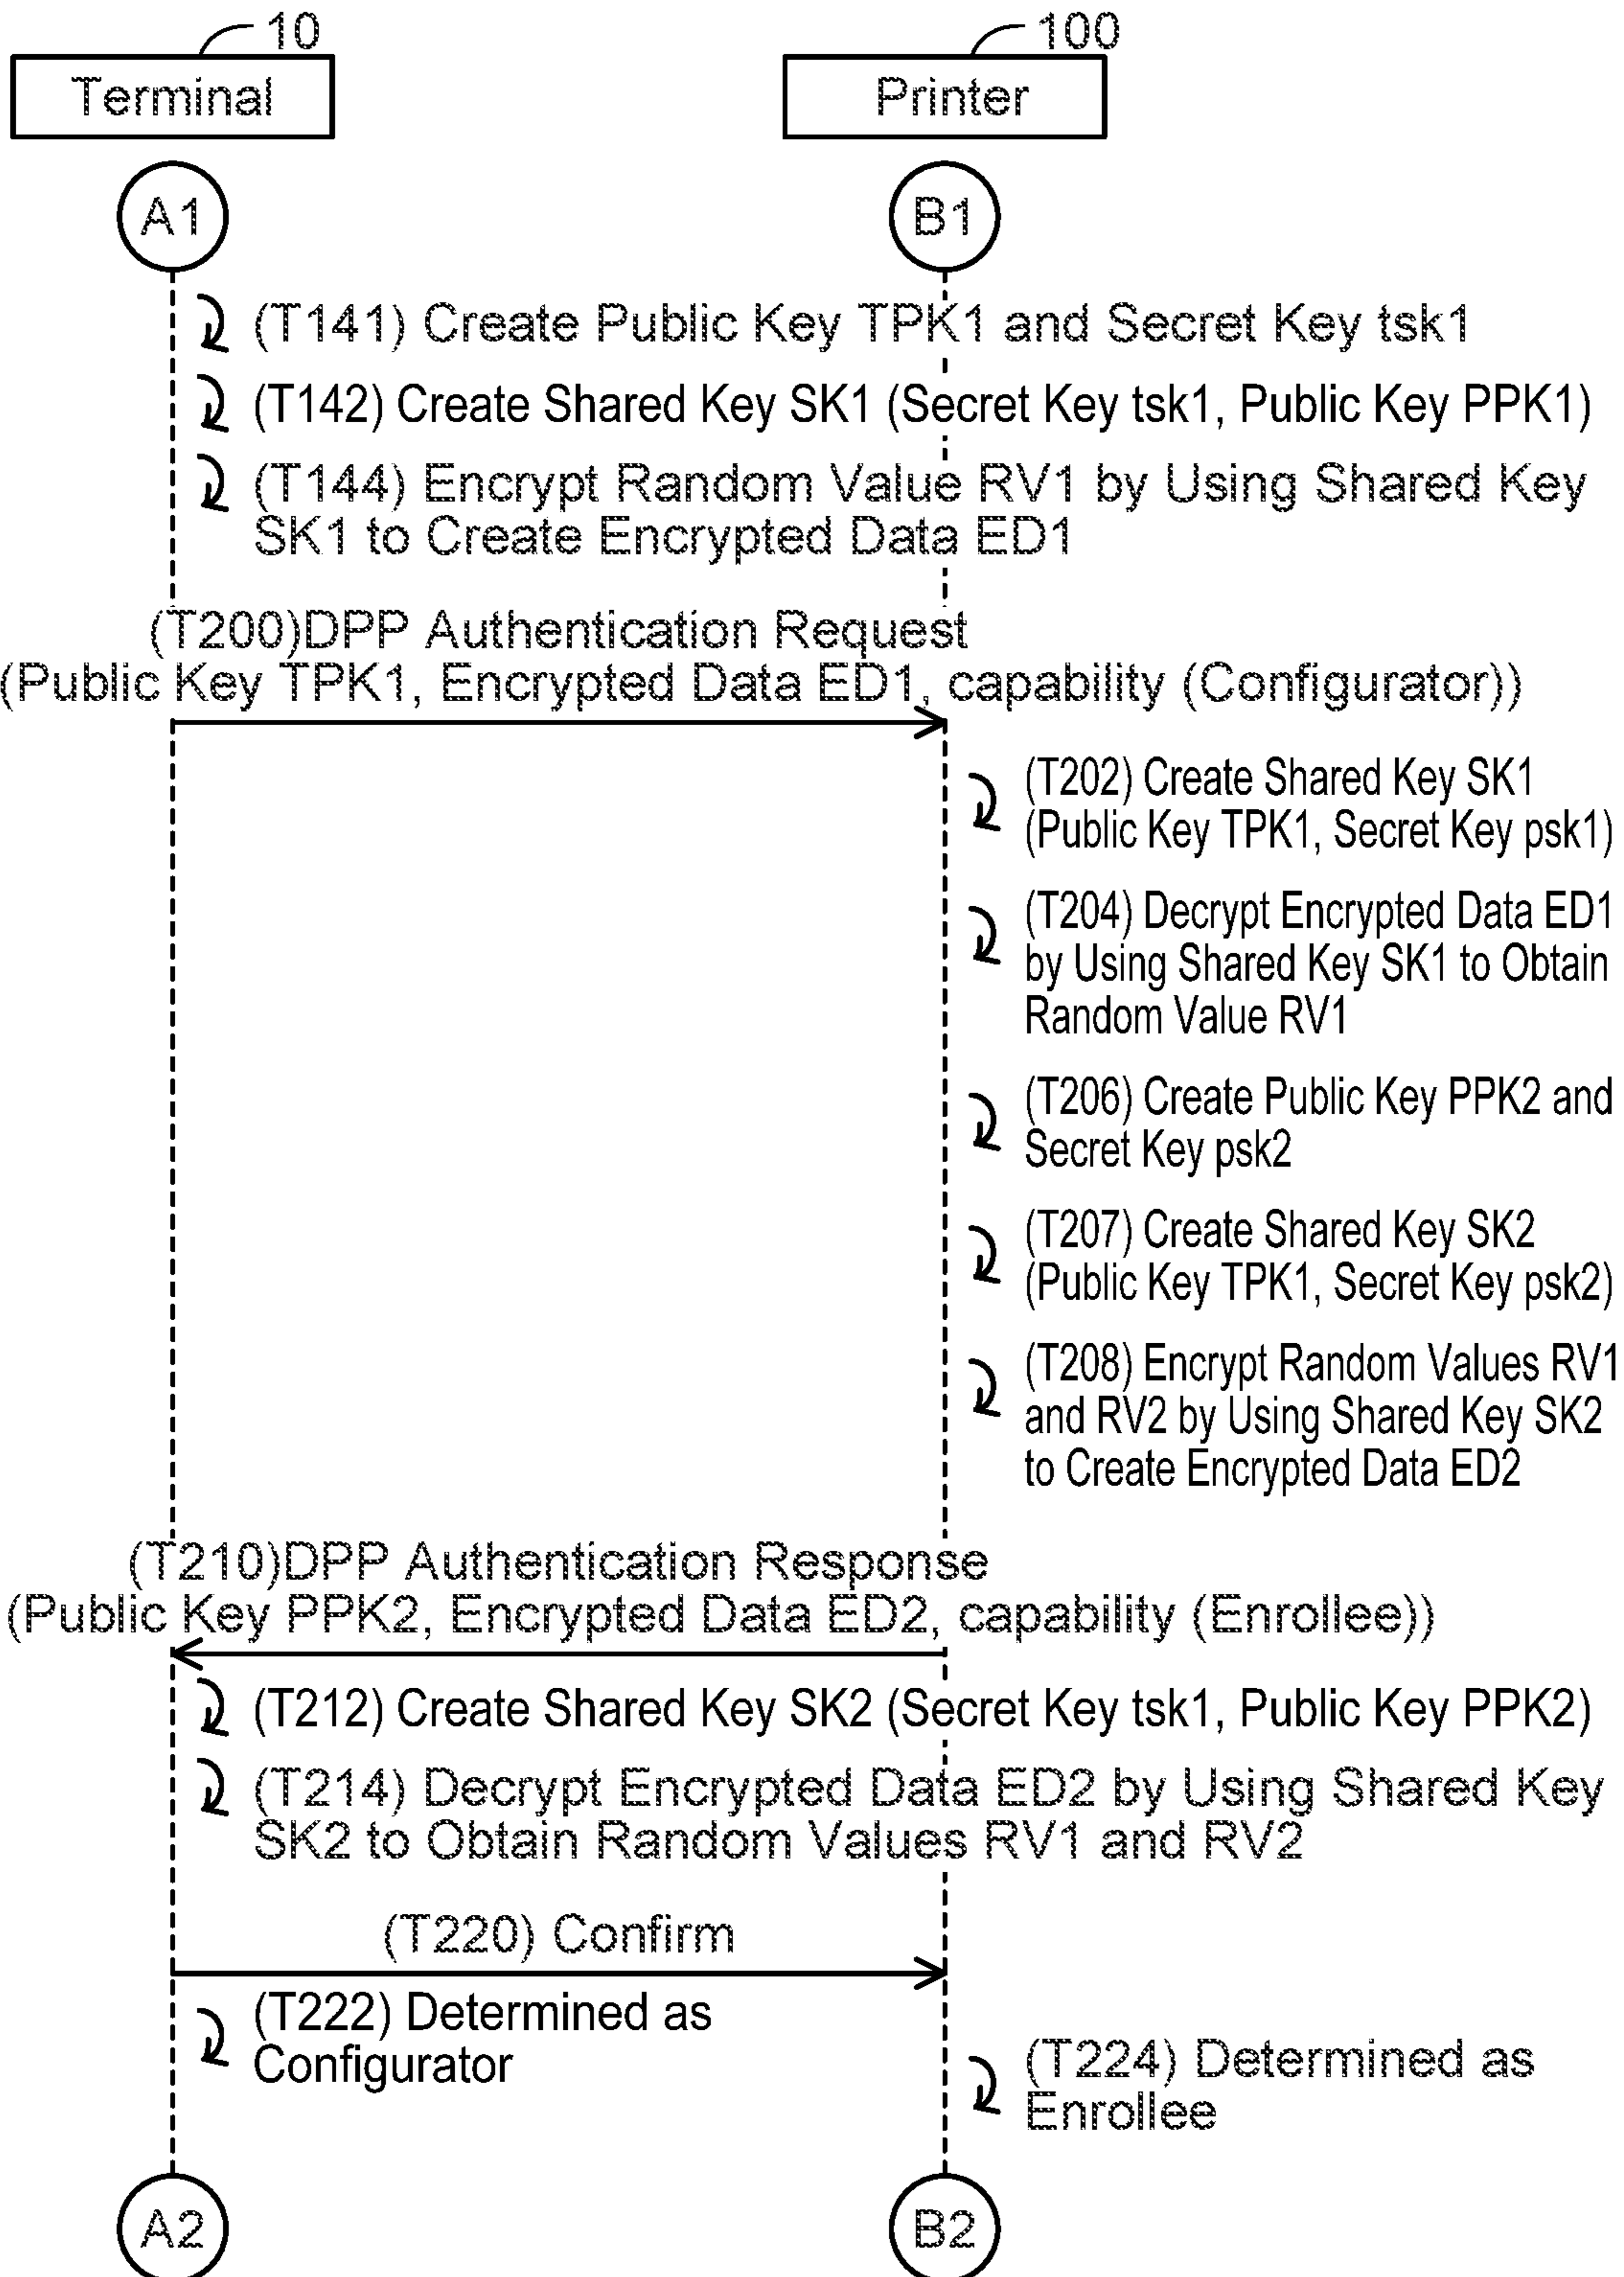 10
100
Terminal
Printer
A1
B1
(T141) Create Public Key TPK1 and Secret Key tsk1
(T142) Create Shared Key SK1 (Secret Key tsk1, Public Key PPK1)
(T144) Encrypt Random Value RV1 by Using Shared Key
SK1 to Create Encrypted Data ED1
(T200)DPP Authentication Request
(Public Key TPK1, Encrypted Data ED1, capability (Configurator))
(T202) Create Shared Key SK1
(Public Key TPK1, Secret Key psk1)
(T204) Decrypt Encrypted Data ED1
by Using Shared Key SK1 to Obtain
Random Value RV1
(T206) Create Public Key PPK2 and
Secret Key psk2
(T207) Create Shared Key SK2
(Public Key TPK1, Secret Key psk2)
(T208) Encrypt Random Values RV1
and RV2 by Using Shared Key SK2
to Create Encrypted Data ED2
(T210)DPP Authentication Response
(Public Key PPK2, Encrypted Data ED2, capability (Enrollee))
(T212) Create Shared Key SK2 (Secret Key tsk1, Public Key PPK2)
(T214) Decrypt Encrypted Data ED2 by Using Shared Key
SK2 to Obtain Random Values RV1 and RV2
(T220) Confirm
(T222) Determined as
Configurator
(T224) Determined as
Enrollee
A2
B2